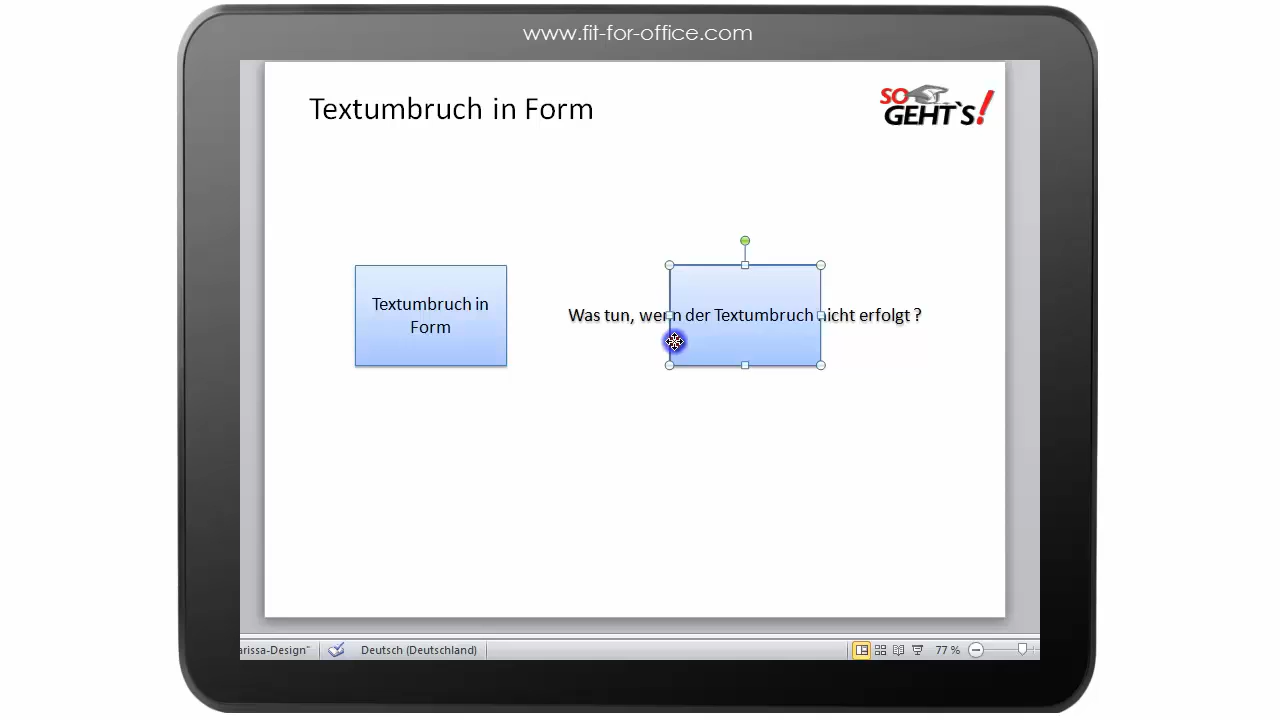 www.fit-for-office.com
Textumbruch in Form
SO
GEHT`S!
Textumbruch in
Form
Was tun, wenn der Textumbruch nicht erfolgt ?
arissa-Design"
Deutsch (Deutschland)
77 %